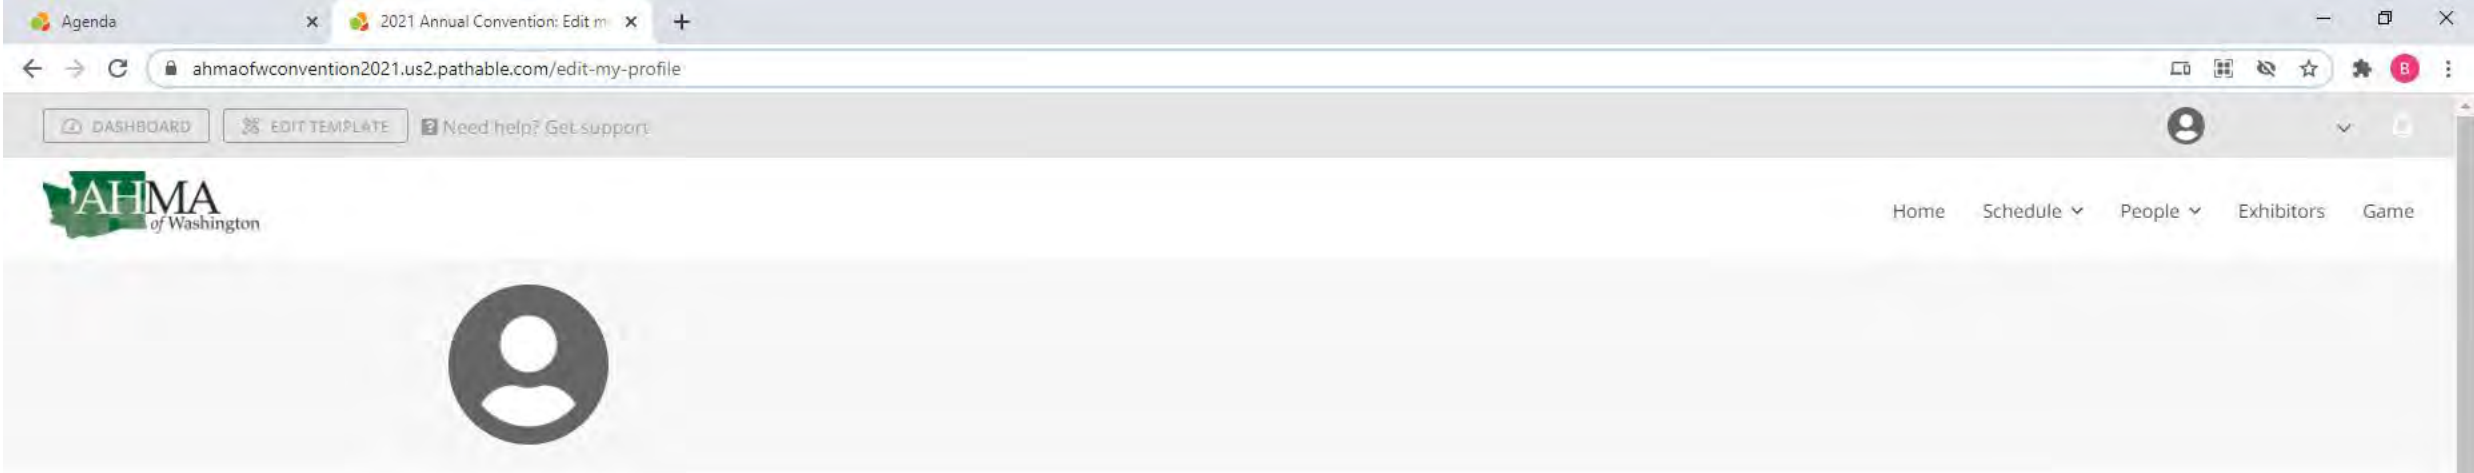 Agenda
2021 Annual Convention: Edit m
ahmaofwconvention2021.us2.pathable.com/edit-my-profile
B
DASHBOARD
EDIT TEMPLATE
Need help? Get support
AHMA
of Washington
Home Schedule People Exhibitors Game